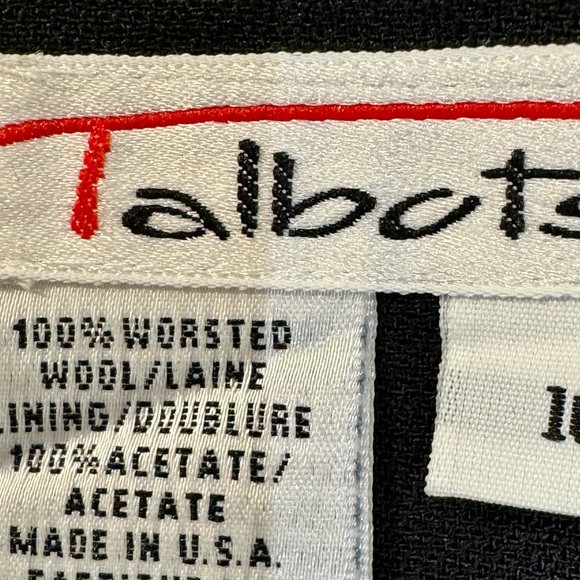 Talbots
100% WORSTED
WOOL/LAINE
LINING/DOUBLURE
100% ACETATE/
ACETATE
MADE IN U.S.A.